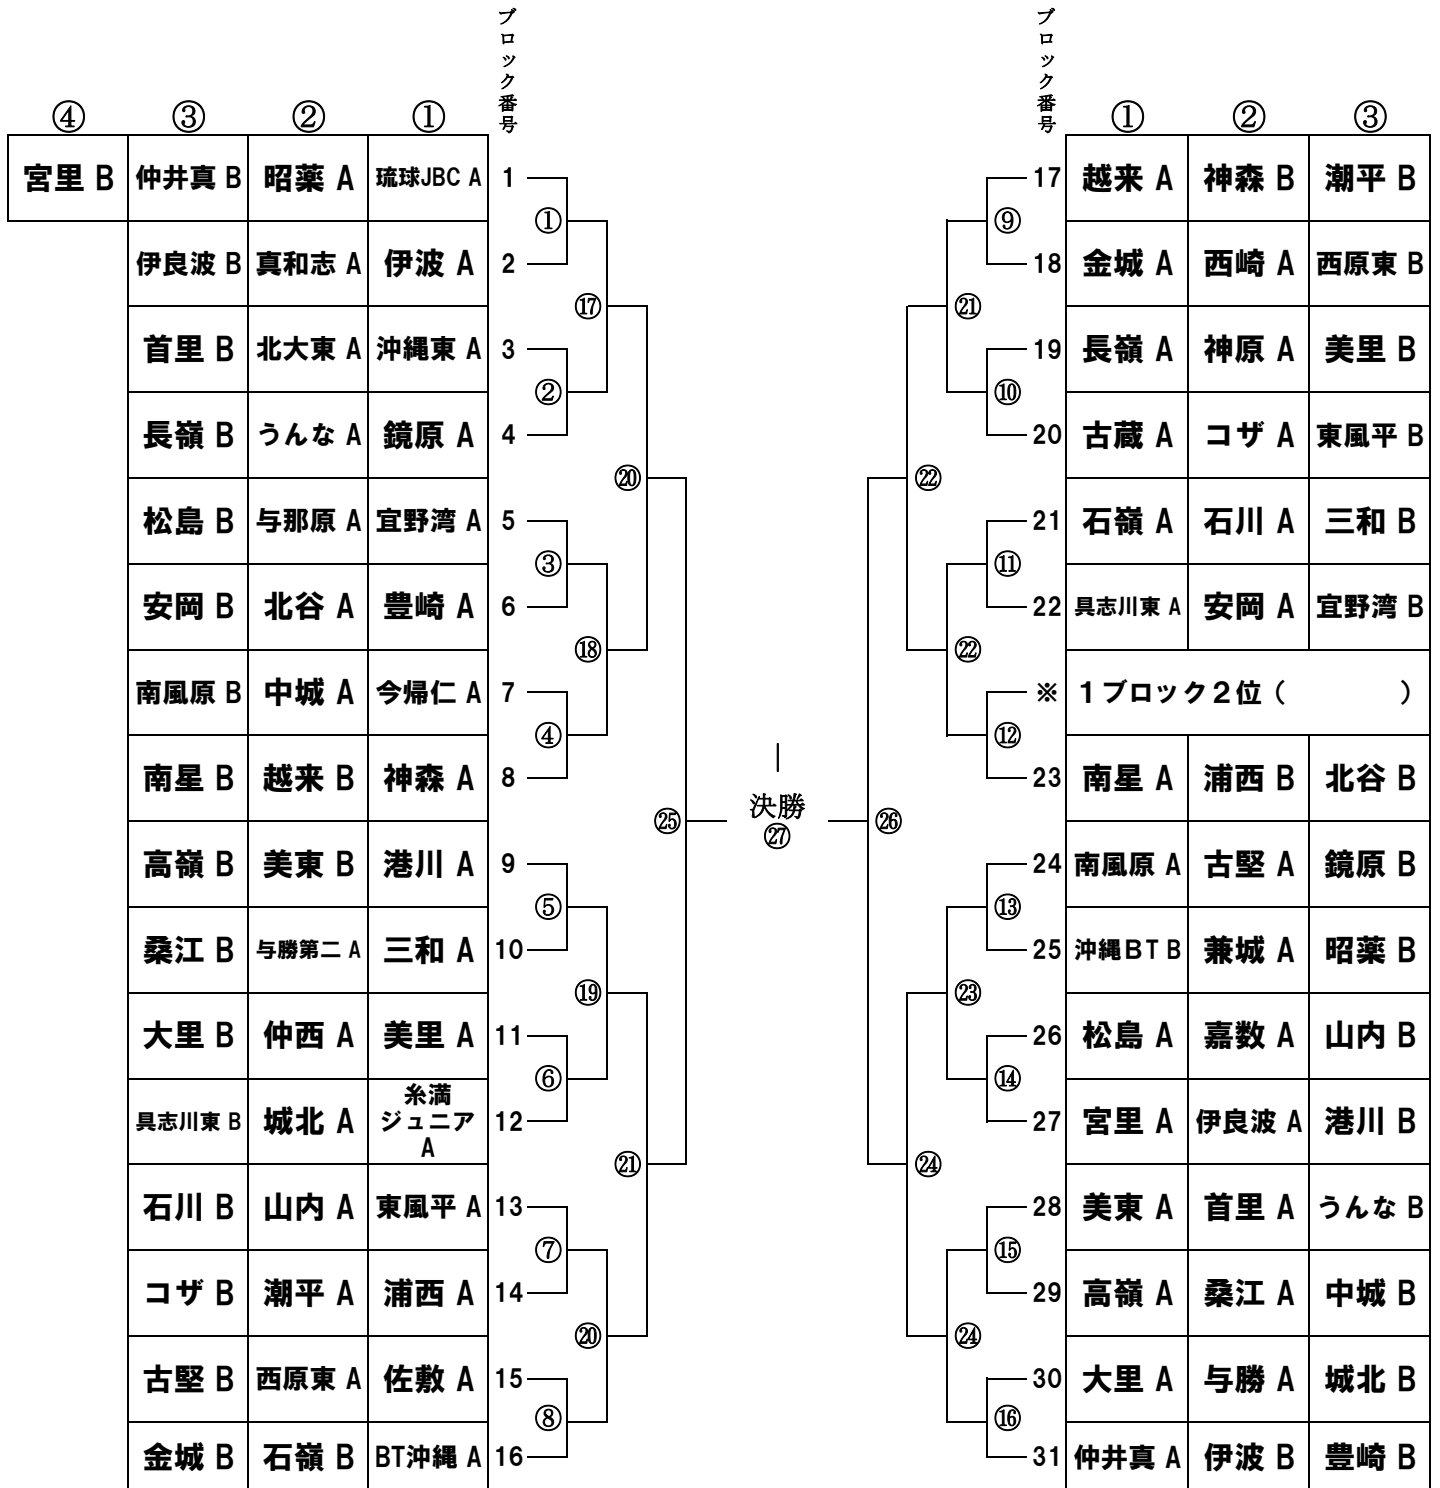 ブロック番号
ブロック番号
④ ③ ② ①
① ② ③
宮里 B 仲井真 B 昭薬 A 琉球JBC A 1
伊良波 B 真和志 A 伊波 A 2
首里 B 北大東 A 沖縄東 A 3
長嶺 B うんな A 鏡原 A 4
松島 B 与那原 A 宜野湾 A 5
安岡 B 北谷 A 豊崎 A 6
南風原 B 中城 A 今帰仁 A 7
南星 B 越来 B 神森 A 8
高嶺 B 美東 B 港川 A 9
桑江 B 与勝第二 A 三和 A 10
大里 B 仲西 A 美里 A 11
具志川東 B 城北 A 糸満
ジュニア
A 12
石川 B 山内 A 東風平 A 13
コザ B 潮平 A 浦西 A 14
古堅 B 西原東 A 佐敷 A 15
金城 B 石嶺 B BT沖縄 A 16
①
②
③
④
⑤
⑥
⑦
⑧
⑰
⑱
⑲
⑳
⑳
㉑
㉕
決勝
㉗
㉖
㉒
㉔
㉑
㉒
㉓
㉔
⑨
⑩
⑪
⑫
⑬
⑭
⑮
⑯
17 越来 A 神森 B 潮平 B
18 金城 A 西崎 A 西原東 B
19 長嶺 A 神原 A 美里 B
20 古蔵 A コザ A 東風平 B
21 石嶺 A 石川 A 三和 B
22 具志川東 A 安岡 A 宜野湾 B
※ 1ブロック2位（　　　　）
23 南星 A 浦西 B 北谷 B
24 南風原 A 古堅 A 鏡原 B
25 沖縄BT B 兼城 A 昭薬 B
26 松島 A 嘉数 A 山内 B
27 宮里 A 伊良波 A 港川 B
28 美東 A 首里 A うんな B
29 高嶺 A 桑江 A 中城 B
30 大里 A 与勝 A 城北 B
31 仲井真 A 伊波 B 豊崎 B